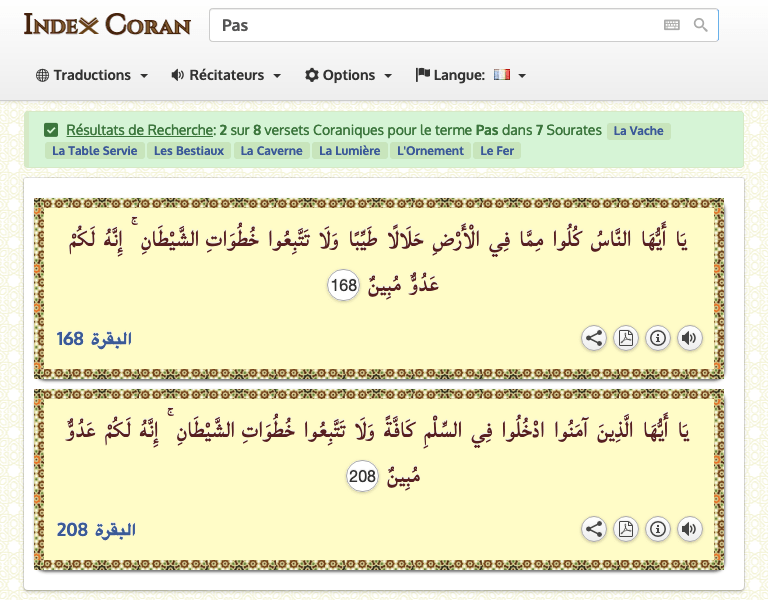 INDEX CORAN
Pas
Traductions Récitateurs Options Langue:
Résultats de Recherche: 2 sur 8 versets Coraniques pour le terme Pas dans 7 Sourates La Vache
La Table Servie Les Bestiaux La Caverne La Lumière L'Ornement Le Fer
يَا أَيُّهَا النَّاسُ كُلُوا مِمَّا فِي الْأَرْضِ حَلَالًا طَيِّبًا وَلَا تَتَّبِعُوا خُطُوَاتِ الشَّيْطَانِ ۚ إِنَّهُ لَكُمْ
عَدُوٌّ مُبِينٌ 168
البقرة 168
يَا أَيُّهَا الَّذِينَ آمَنُوا ادْخُلُوا فِي السِّلْمِ كَافَّةً وَلَا تَتَّبِعُوا خُطُوَاتِ الشَّيْطَانِ ۚ إِنَّهُ لَكُمْ عَدُوٌّ
مُبِينٌ 208
البقرة 208